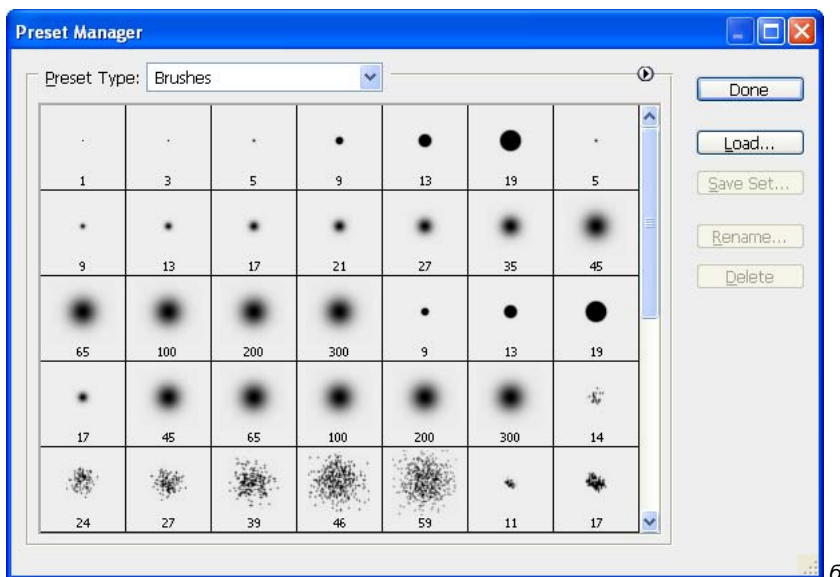 Preset Manager
Preset Type: Brushes
Done
Load...
Save Set...
Rename...
Delete
1 3 5 9 13 19 5
9 13 17 21 27 35 45
65 100 200 300 9 13 19
17 45 65 100 200 300 14
24 27 39 46 59 11 17
б